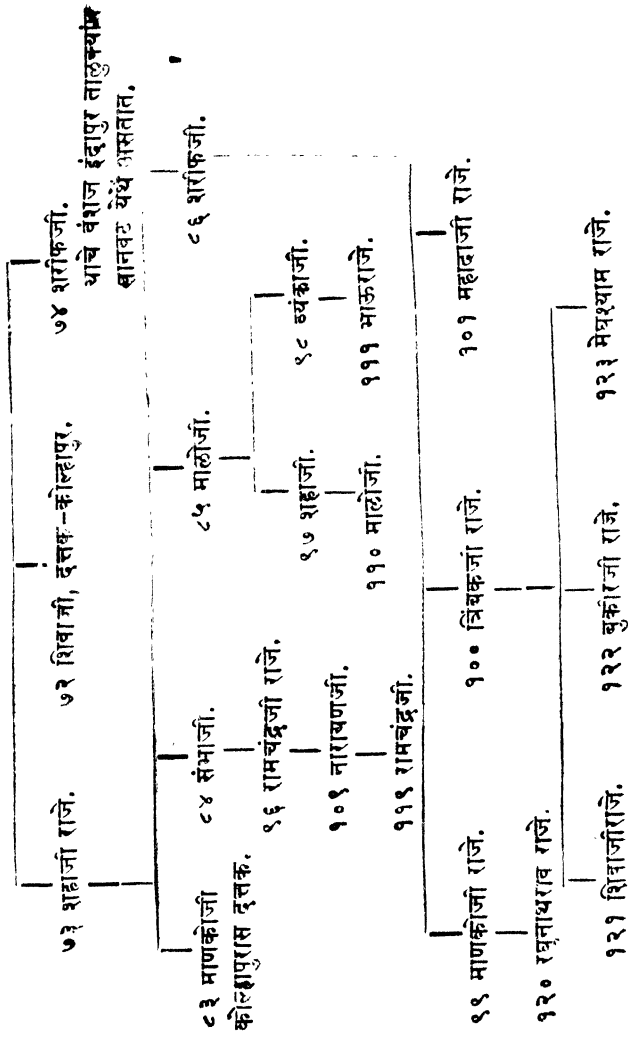 ७३ शहाजी राजे.
७२ शिवाजी, दत्तक-कोल्हापुर.
७४ शरीफजी.
याचे वंशज इंदापुर तालुक्यांत
खानवट येथें असतात.
८३ माणकोजी
कोल्हापुरास दत्तक.
८४ संभाजी.
८५ मालोजी.
८६ शरीफजी.
९६ रामचंद्रजी राजे.
९७ शहाजी.
९८ व्यंकाजी.
१०९ नारायणजी.
११० मालोजी.
१११ भाऊराजे.
११९ रामचंद्रजी.
९९ माणकोजी राजे.
१०० त्रिंबकजी राजे.
१०१ महादाजी राजे.
१२० रघुनाथराव राजे.
१२१ शिवाजीराजे.
१२२ बुकाजी राजे.
१२३ मेघश्याम राजे.